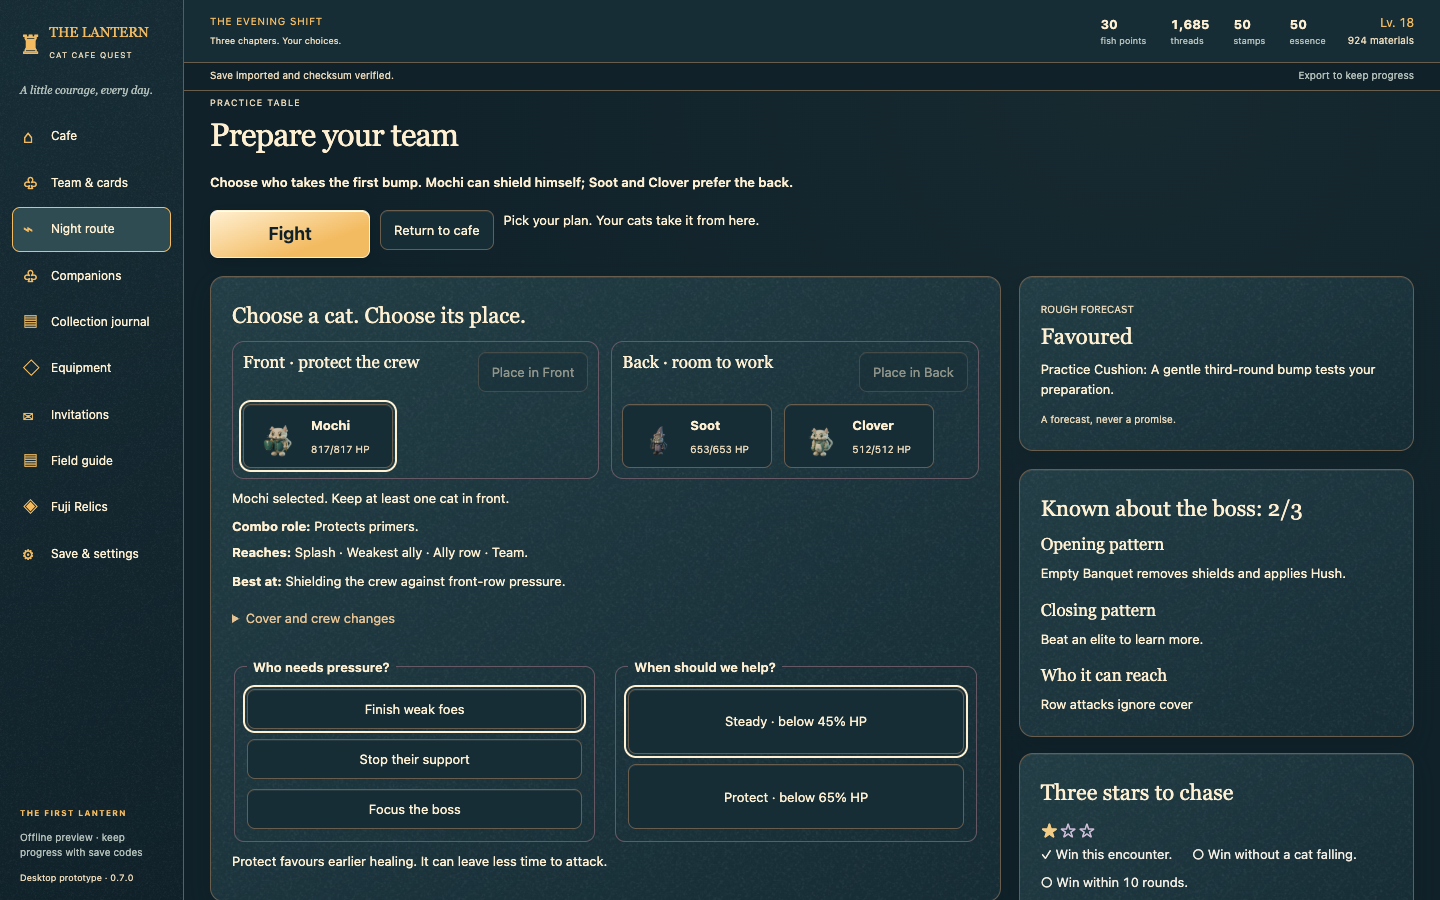 THE LANTERN
CAT CAFE QUEST
A little courage, every day.
Cafe
Team & cards
Night route
Companions
Collection journal
Equipment
Invitations
Field guide
Fuji Relics
Save & settings
THE FIRST LANTERN
Offline preview · keep
progress with save codes
Desktop prototype · 0.7.0
THE EVENING SHIFT
Three chapters. Your choices.
30
fish points
1,685
threads
50
stamps
50
essence
Lv. 18
924 materials
Save imported and checksum verified.
Export to keep progress
PRACTICE TABLE
Prepare your team
Choose who takes the first bump. Mochi can shield himself; Soot and Clover prefer the back.
Fight
Return to cafe
Pick your plan. Your cats take it from here.
Choose a cat. Choose its place.
Front · protect the crew
Place in Front
Mochi
817/817 HP
Back · room to work
Place in Back
Soot
653/653 HP
Clover
512/512 HP
Mochi selected. Keep at least one cat in front.
Combo role: Protects primers.
Reaches: Splash · Weakest ally · Ally row · Team.
Best at: Shielding the crew against front-row pressure.
Cover and crew changes
Who needs pressure?
Finish weak foes
Stop their support
Focus the boss
When should we help?
Steady · below 45% HP
Protect · below 65% HP
Protect favours earlier healing. It can leave less time to attack.
ROUGH FORECAST
Favoured
Practice Cushion: A gentle third-round bump tests your
preparation.
A forecast, never a promise.
Known about the boss: 2/3
Opening pattern
Empty Banquet removes shields and applies Hush.
Closing pattern
Beat an elite to learn more.
Who it can reach
Row attacks ignore cover
Three stars to chase
Win this encounter.
Win without a cat falling.
Win within 10 rounds.